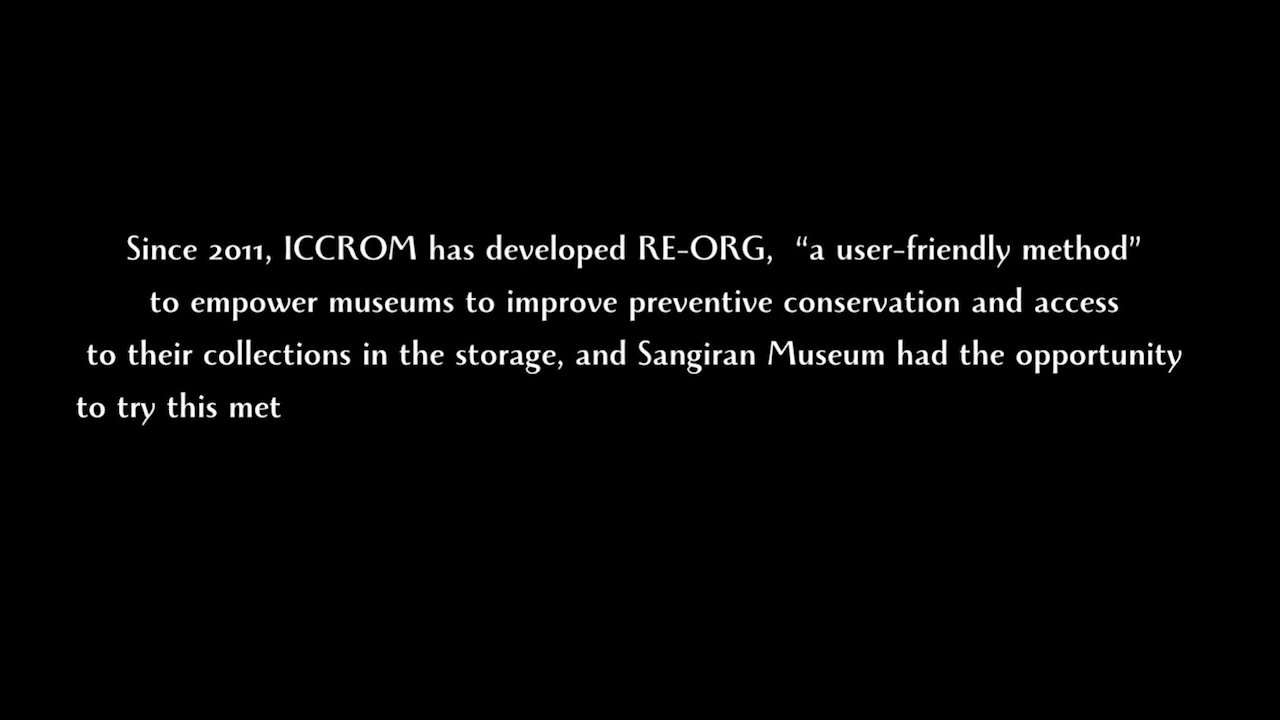 Since 2011, ICCROM has developed RE-ORG, “a user-friendly method”
to empower museums to improve preventive conservation and access
to their collections in the storage, and Sangiran Museum had the opportunity
to try this met